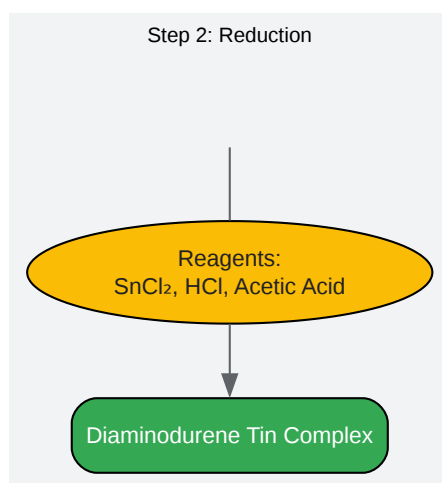 Step 2: Reduction
Reagents:
SnCl₂, HCl, Acetic Acid
Diaminodurene Tin Complex